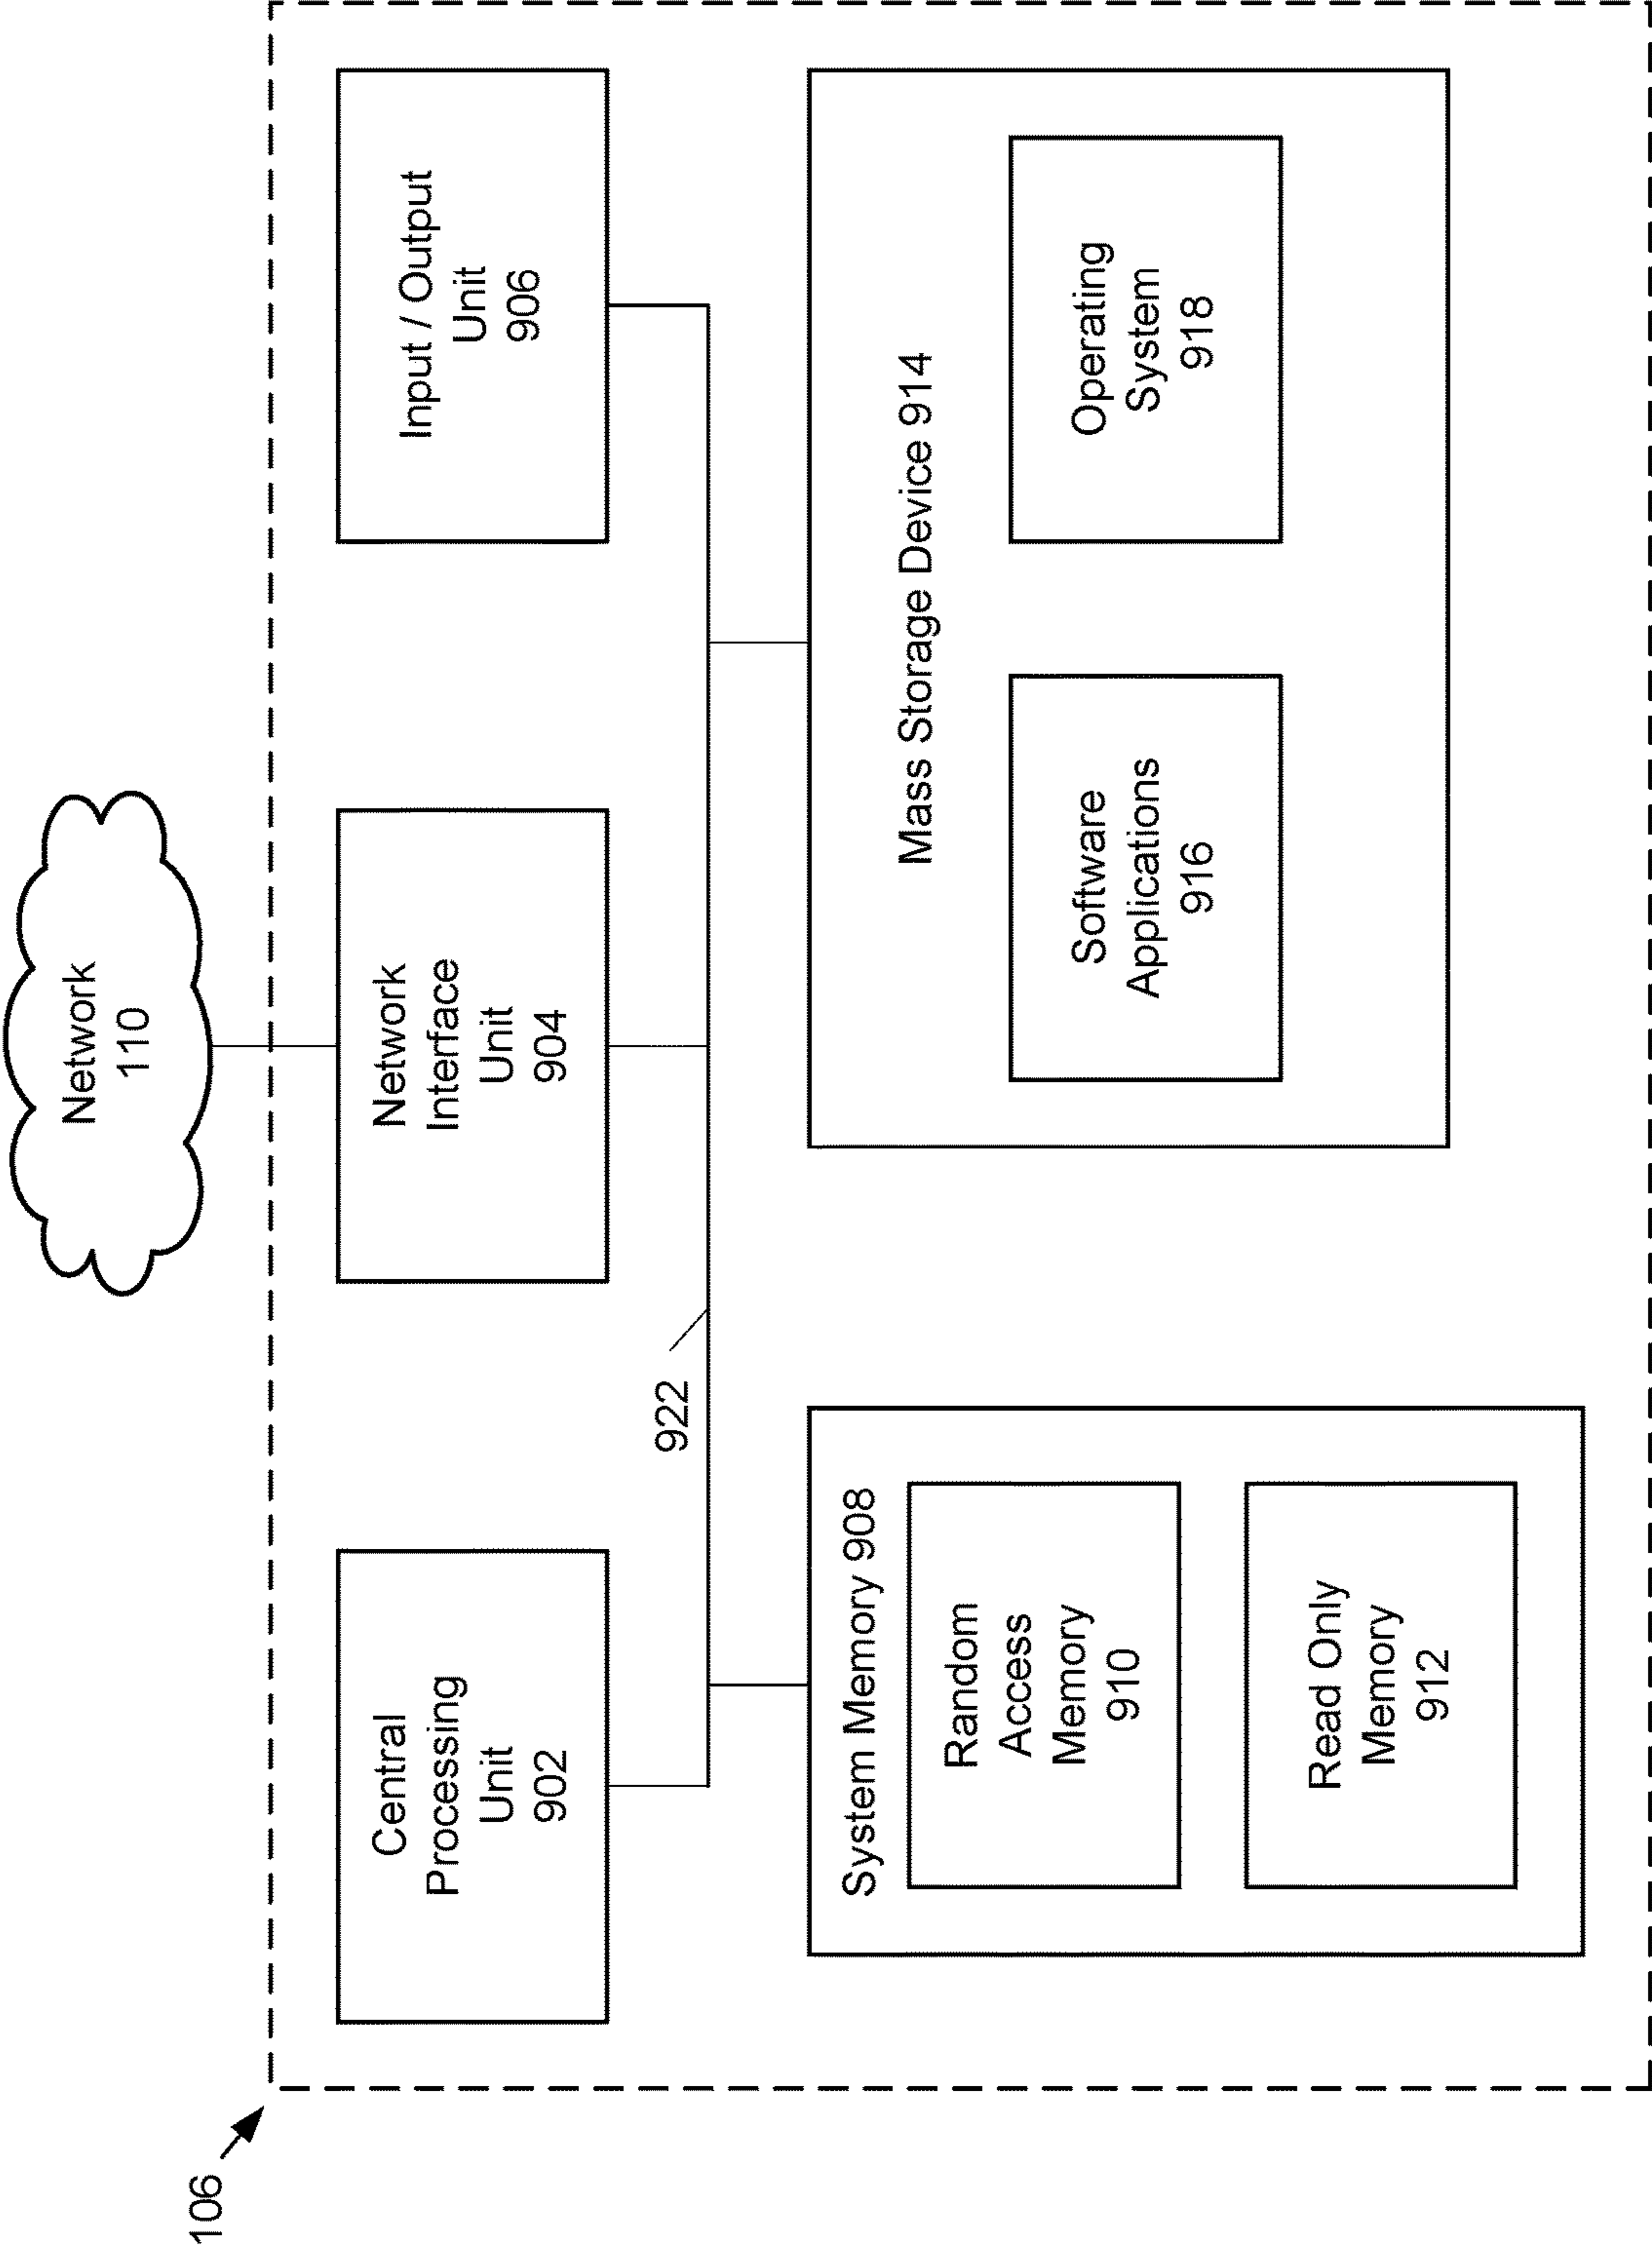 106
Network
110
Central
Processing
Unit
902
Network
Interface
Unit
904
Input / Output
Unit
906
922
System Memory 908
Random
Access
Memory
910
Read Only
Memory
912
Mass Storage Device 914
Software
Applications
916
Operating
System
918